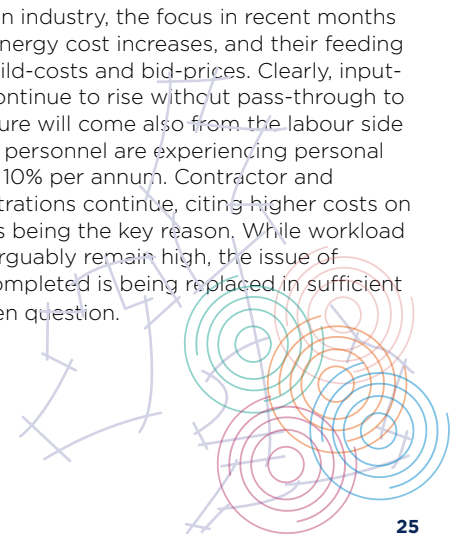 n industry, the focus in recent months
nergy cost increases, and their feeding
ild-costs and bid-prices. Clearly, input-
ontinue to rise without pass-through to
ure will come also from the labour side
personnel are experiencing personal
10% per annum. Contractor and
trations continue, citing higher costs on
s being the key reason. While workload
rguably remain high, the issue of
ompleted is being replaced in sufficient
en question.
25